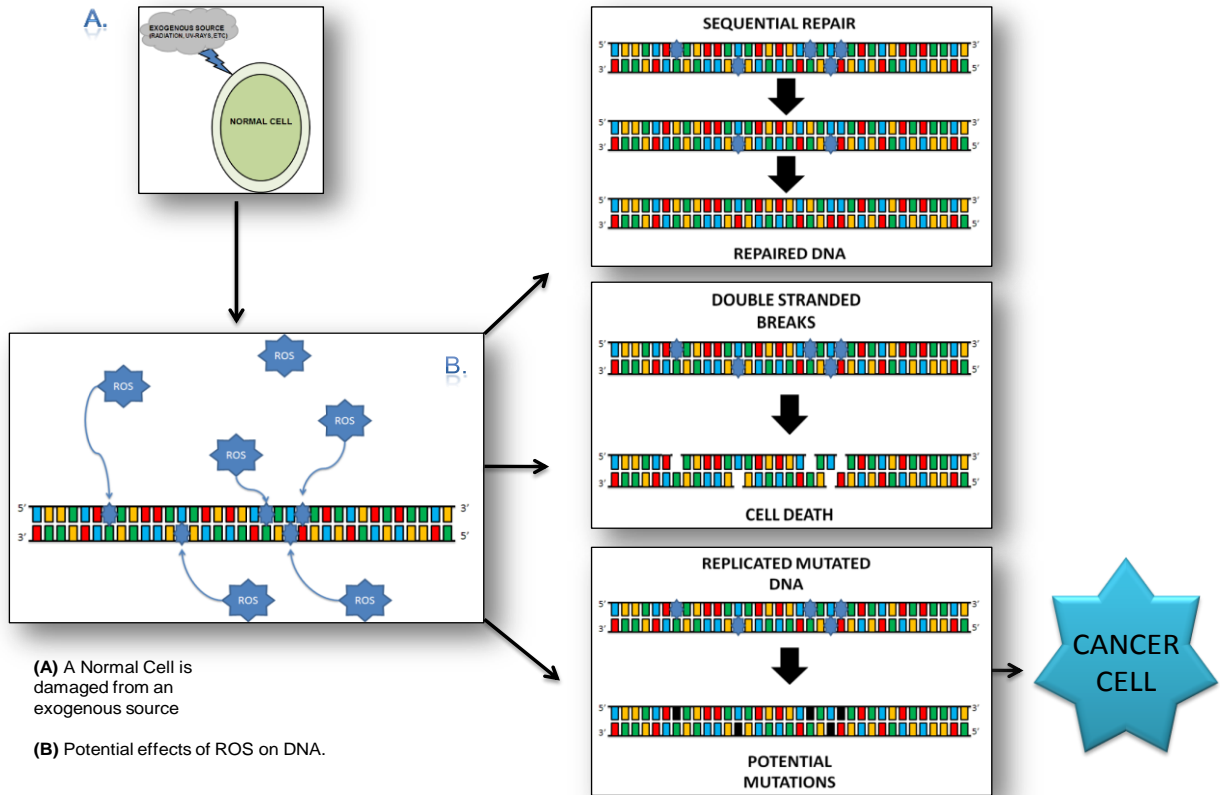 A.
EXOGENOUS SOURCE
(RADIATION, UV-RAYS, ETC)
NORMAL CELL
B.
ROS
ROS
ROS
ROS
5’ 3’
3’ 5’
ROS ROS
(A) A Normal Cell is
damaged from an
exogenous source
(B) Potential effects of ROS on DNA.
SEQUENTIAL REPAIR
5’ 3’
3’ 5’
5’ 3’
3’ 5’
5’ 3’
3’ 5’
REPAIRED DNA
DOUBLE STRANDED
BREAKS
5’ 3’
3’ 5’
5’ 3’
3’ 5’
CELL DEATH
REPLICATED MUTATED
DNA
5’ 3’
3’ 5’
5’ 3’
3’ 5’
POTENTIAL
MUTATIONS
CANCER
CELL